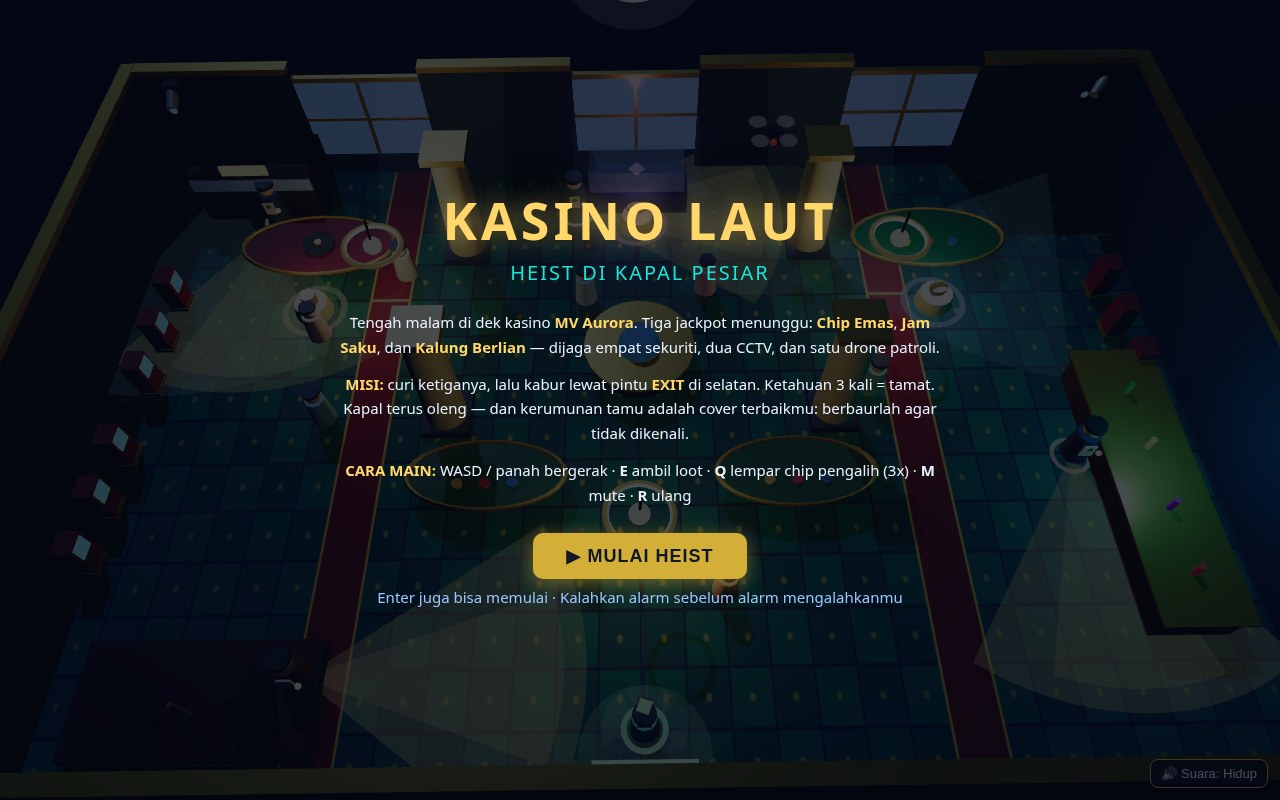 KASINO LAUT
HEIST DI KAPAL PESIAR
Tengah malam di dek kasino MV Aurora. Tiga jackpot menunggu: Chip Emas, Jam
Saku, dan Kalung Berlian — dijaga empat sekuriti, dua CCTV, dan satu drone patroli.
MISI: curi ketiganya, lalu kabur lewat pintu EXIT di selatan. Ketahuan 3 kali = tamat.
Kapal terus oleng — dan kerumunan tamu adalah cover terbaikmu: berbaurlah agar
tidak dikenali.
CARA MAIN: WASD / panah bergerak · E ambil loot · Q lempar chip pengalih (3x) · M
mute · R ulang
▶ MULAI HEIST
Enter juga bisa memulai · Kalahkan alarm sebelum alarm mengalahkanmu
🔊 Suara: Hidup